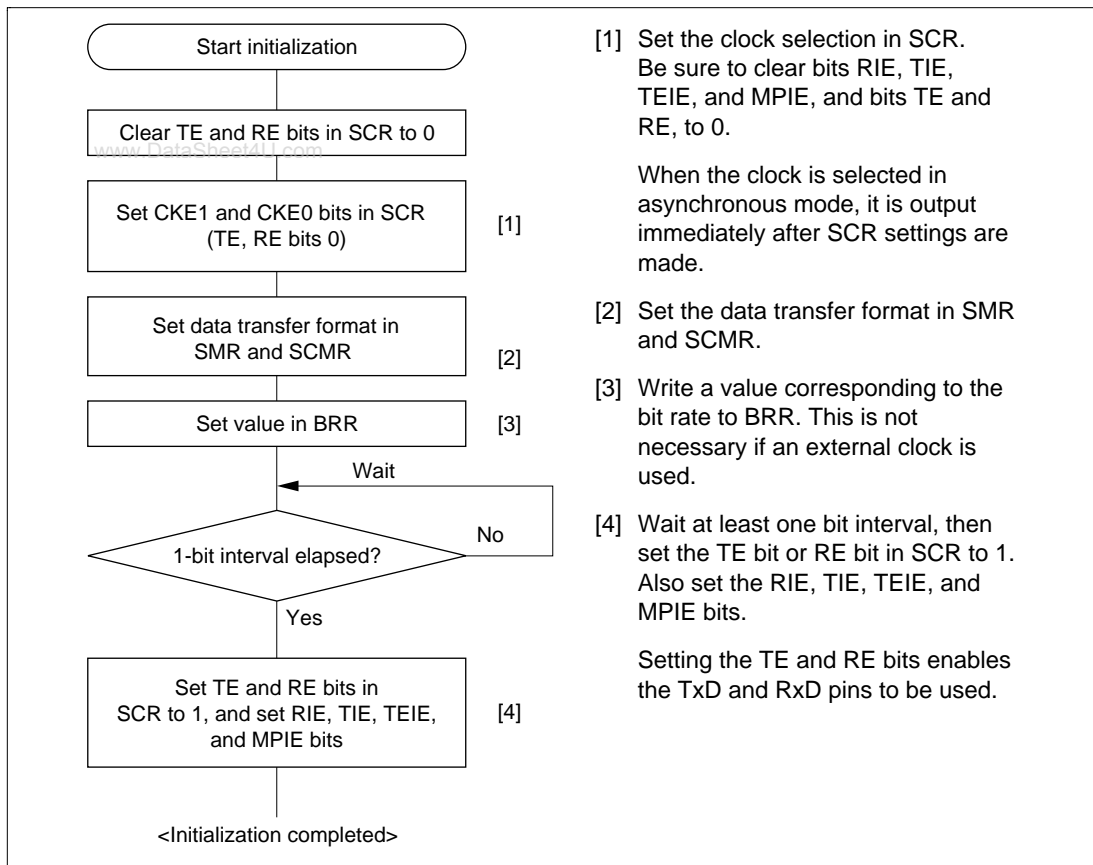 Start initialization
Clear TE and RE bits in SCR to 0
www.DataSheet4U.com
Set CKE1 and CKE0 bits in SCR
(TE, RE bits 0)
[1]
Set data transfer format in
SMR and SCMR
[2]
Set value in BRR
[3]
Wait
1-bit interval elapsed?
No
Yes
Set TE and RE bits in
SCR to 1, and set RIE, TIE, TEIE,
and MPIE bits
[4]
<Initialization completed>
[1] Set the clock selection in SCR.
Be sure to clear bits RIE, TIE,
TEIE, and MPIE, and bits TE and
RE, to 0.
When the clock is selected in
asynchronous mode, it is output
immediately after SCR settings are
made.
[2] Set the data transfer format in SMR
and SCMR.
[3] Write a value corresponding to the
bit rate to BRR. This is not
necessary if an external clock is
used.
[4] Wait at least one bit interval, then
set the TE bit or RE bit in SCR to 1.
Also set the RIE, TIE, TEIE, and
MPIE bits.
Setting the TE and RE bits enables
the TxD and RxD pins to be used.